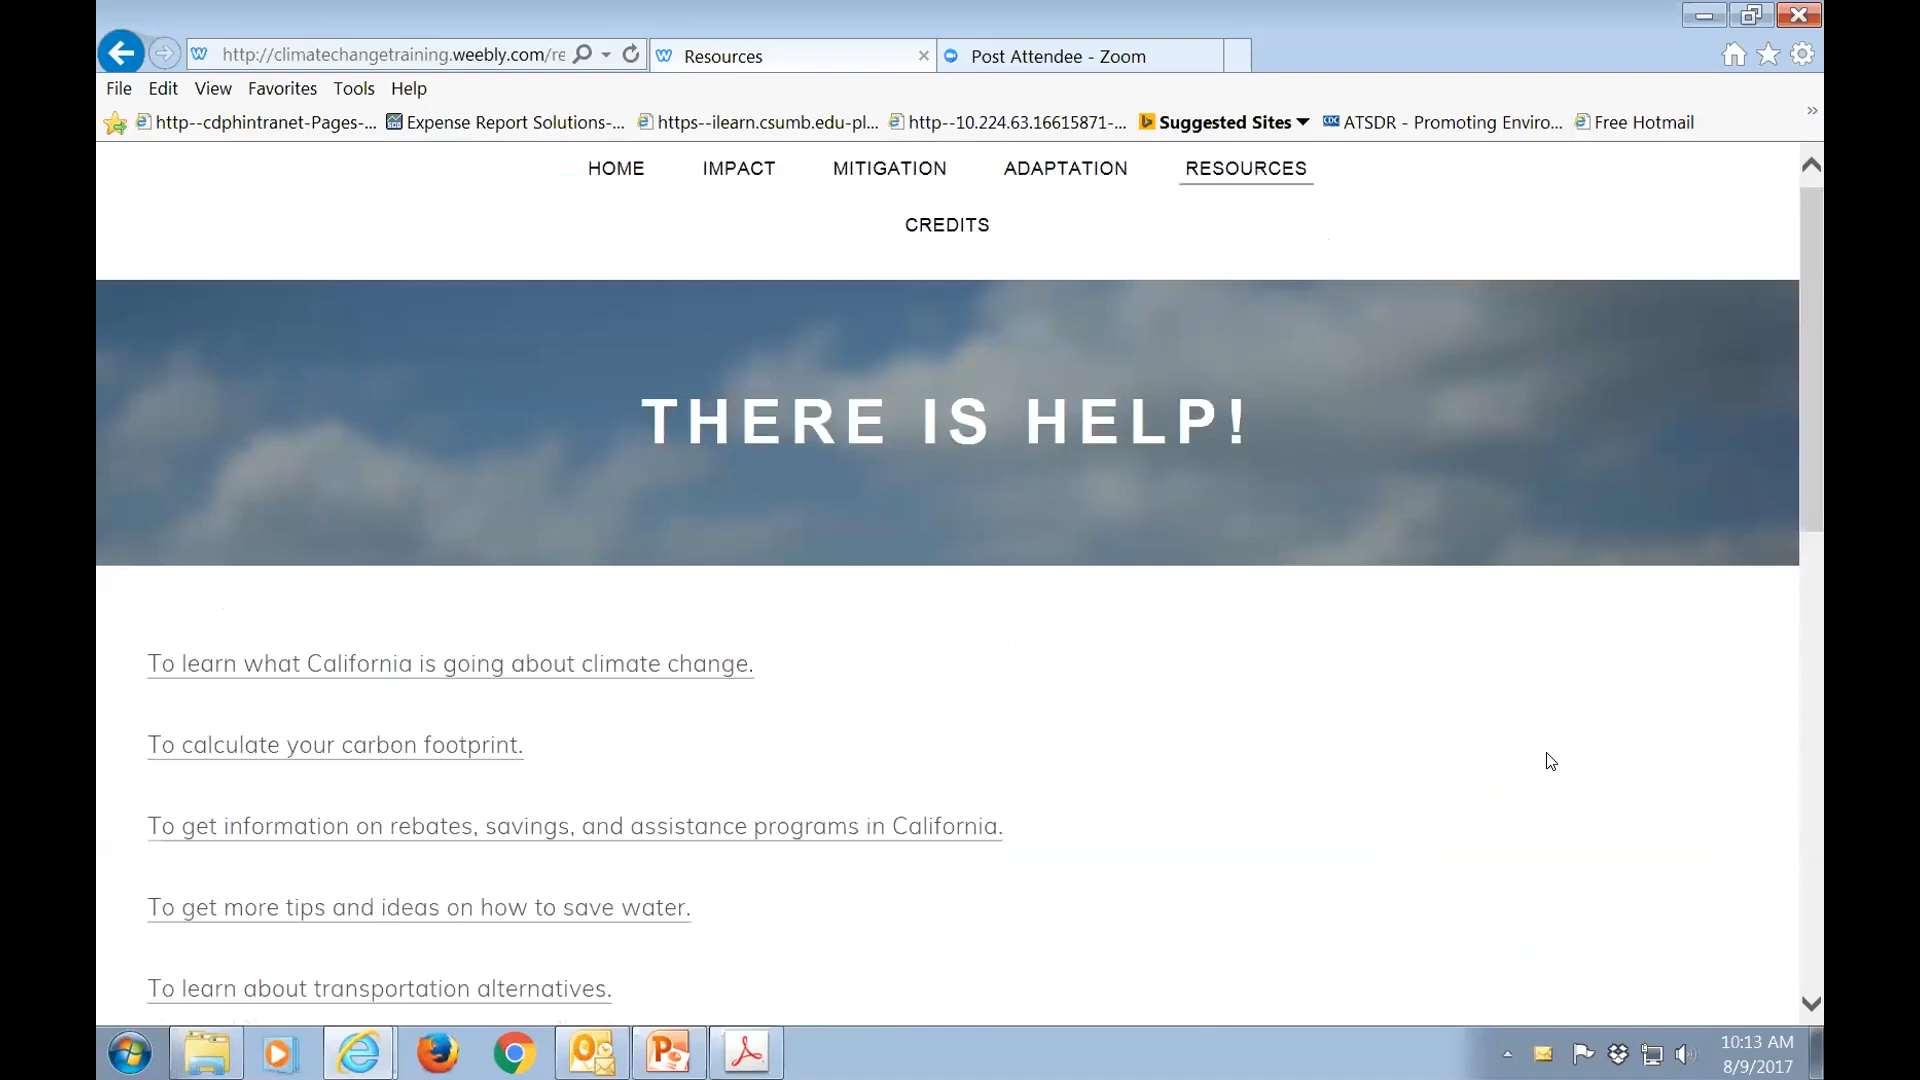 http://climatechangetraining.weebly.com/re
Resources
Post Attendee - Zoom
File Edit View Favorites Tools Help
http--cdphintranet-Pages-... Expense Report Solutions-... https--ilearn.csumb.edu-pl... http--10.224.63.16615871-... Suggested Sites ATSDR - Promoting Enviro... Free Hotmail
HOME IMPACT MITIGATION ADAPTATION RESOURCES
CREDITS
THERE IS HELP!
To learn what California is going about climate change.
To calculate your carbon footprint.
To get information on rebates, savings, and assistance programs in California.
To get more tips and ideas on how to save water.
To learn about transportation alternatives.
10:13 AM
8/9/2017